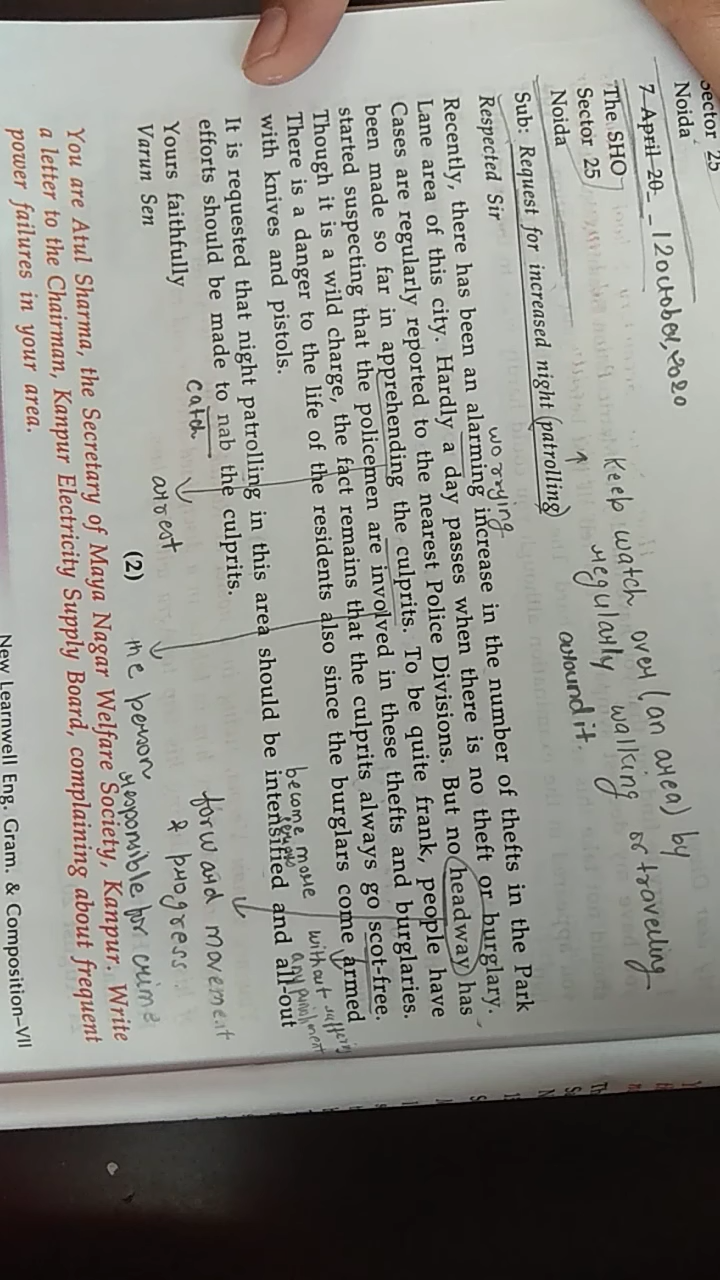 Sector 25
Noida
7 April 20_ _ 12 october, 2020
The SHO
Sector 25
Noida
keep watch over (an area) by
regularly walking or traveling
around it.
Sub: Request for increased night (patrolling)
Respected Sir
worrying
Recently, there has been an alarming increase in the number of thefts in the Park
Lane area of this city. Hardly a day passes when there is no theft or burglary.
Cases are regularly reported to the nearest Police Divisions. But no headway has
been made so far in apprehending the culprits. To be quite frank, people have
started suspecting that the policemen are involved in these thefts and burglaries.
Though it is a wild charge, the fact remains that the culprits always go scot-free.
There is a danger to the life of the residents also since the burglars come armed
with knives and pistols.
without suffering
any punishment
become more
It is requested that night patrolling in this area should be intensified and all-out
efforts should be made to nab the culprits.
catch
arrest
forward movement
& progress
the person
responsible for crime
Yours faithfully
Varun Sen
(2)
You are Atul Sharma, the Secretary of Maya Nagar Welfare Society, Kanpur. Write
a letter to the Chairman, Kanpur Electricity Supply Board, complaining about frequent
power failures in your area.
New Learnwell Eng. Gram. & Composition–VII